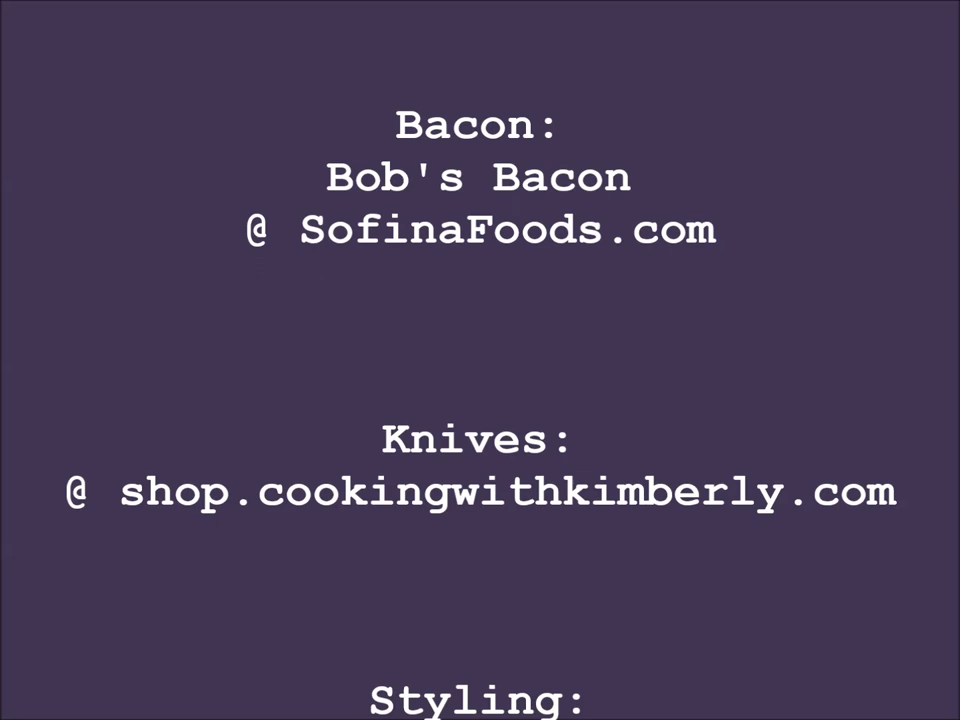 Bacon:
Bob's Bacon
@ SofinaFoods.com
Knives:
@ shop.cookingwithkimberly.com
Styling: